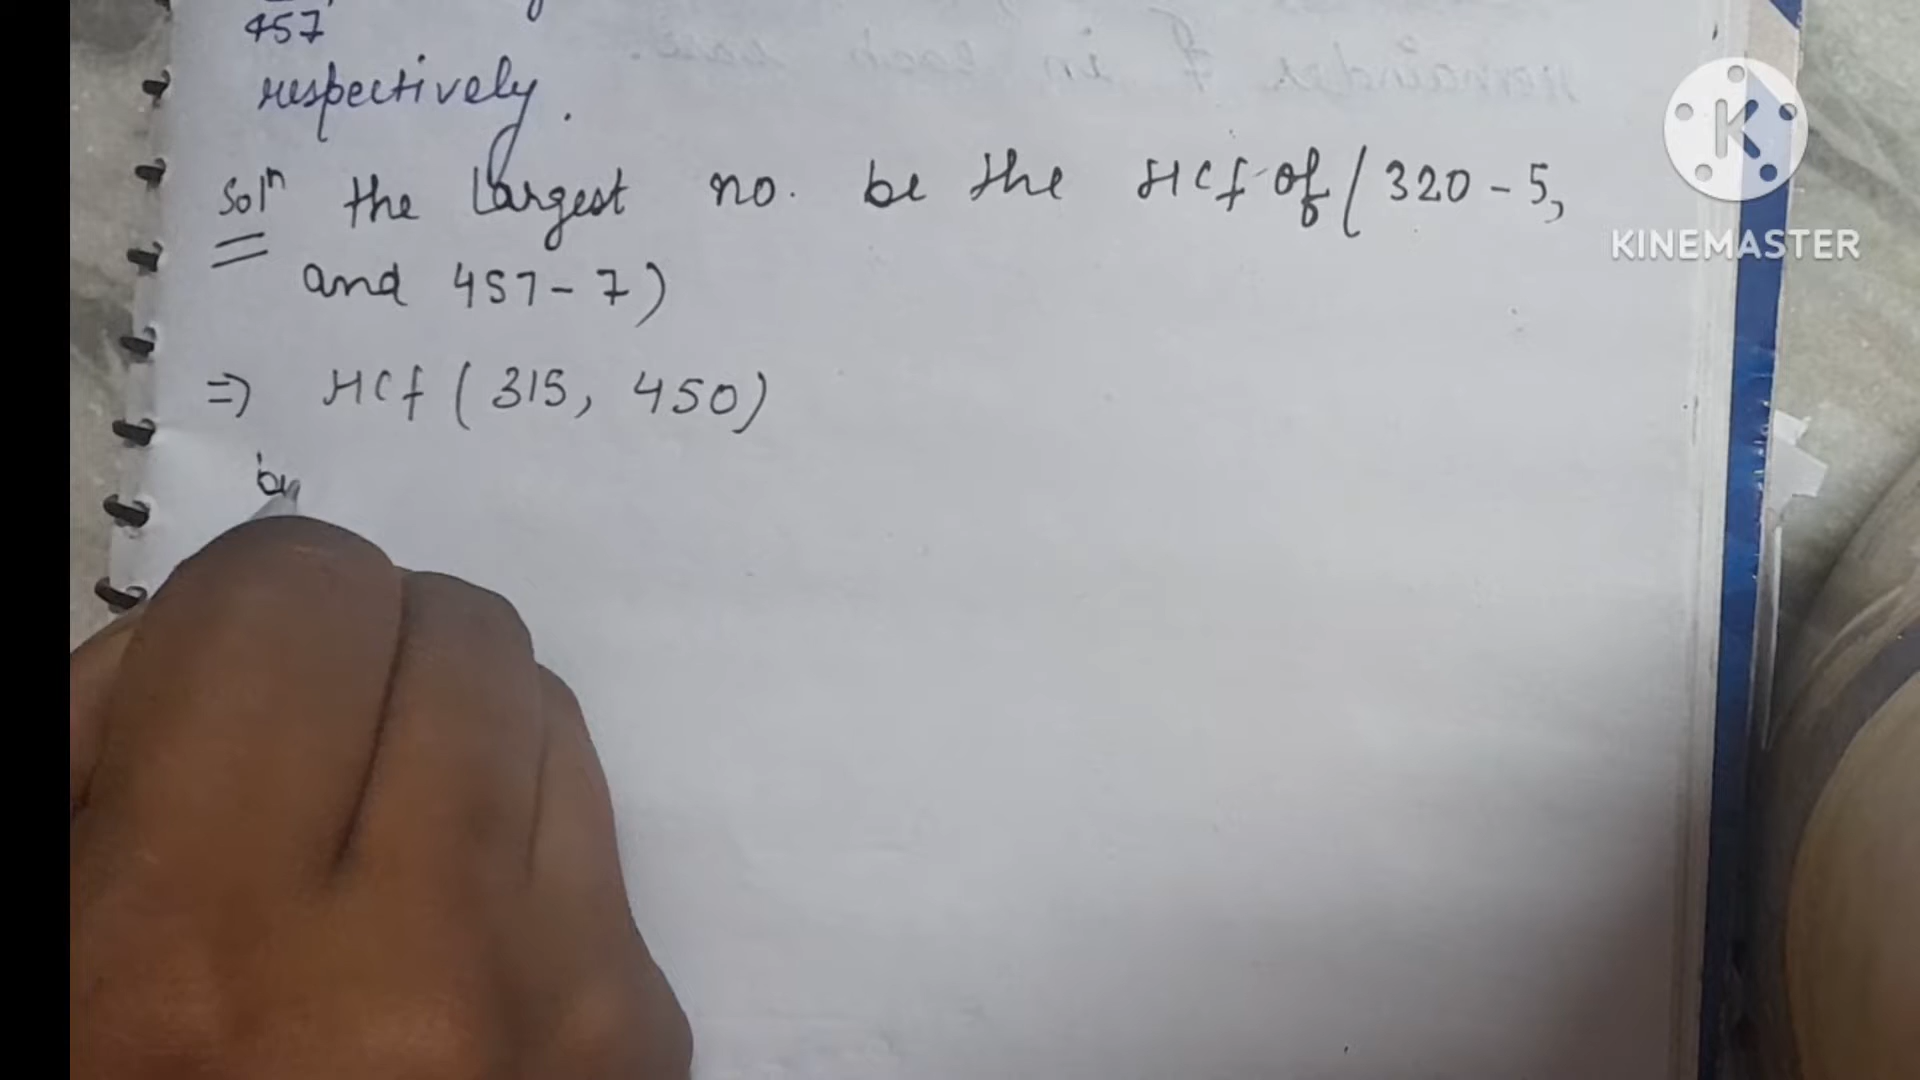 457
respectively.
Soln the largest no. be the HCf of (320-5,
and 457-7)
=> HCf (315, 450)
by
K
KINEMASTER